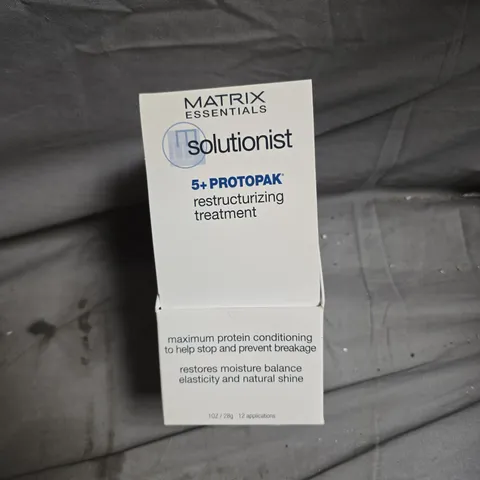 MATRIX
ESSENTIALS
solutionist
5+ PROTOPAK
restructurizing
treatment
maximum protein conditioning
to help stop and prevent breakage
restores moisture balance
elasticity and natural shine
1OZ / 28g 12 applications